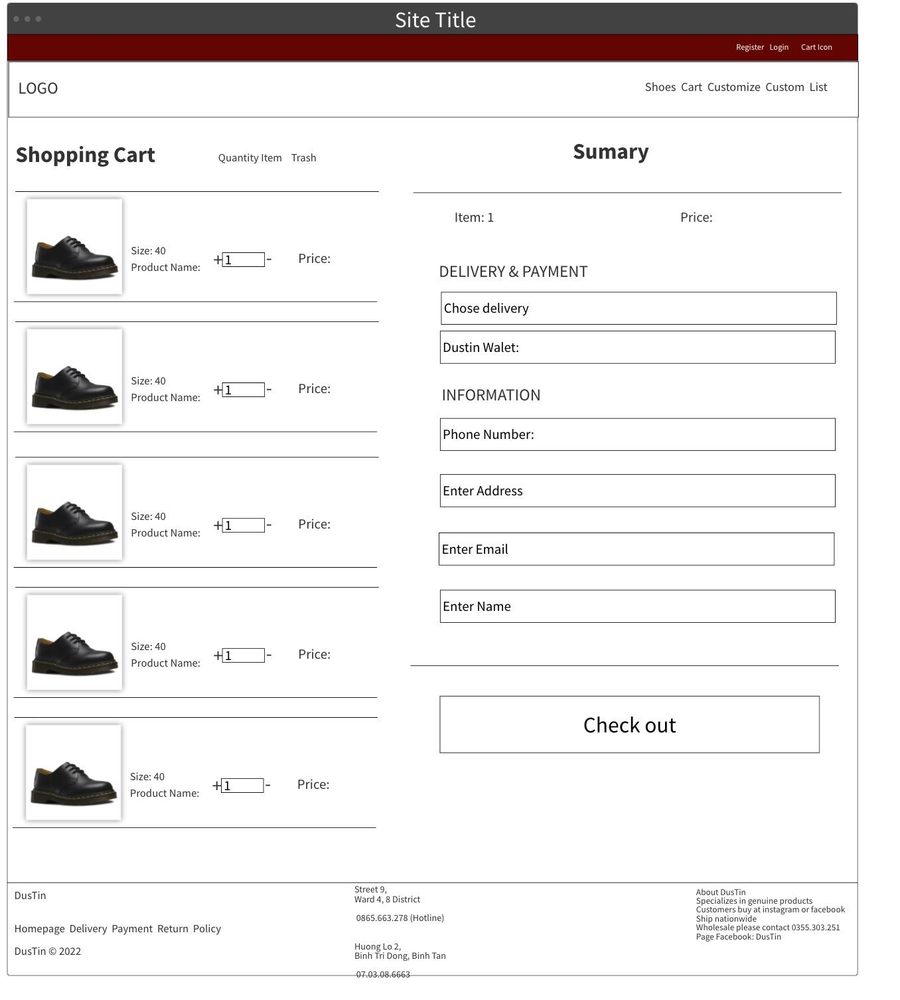 Site Title
Register Login Cart Icon
LOGO
Shoes Cart Customize Custom List
Shopping Cart
Quantity Item Trash
Size: 40
Product Name:
+ 1 -
Price:
Size: 40
Product Name:
+ 1 -
Price:
Size: 40
Product Name:
+ 1 -
Price:
Size: 40
Product Name:
+ 1 -
Price:
Size: 40
Product Name:
+ 1 -
Price:
Sumary
Item: 1
Price:
DELIVERY & PAYMENT
Chose delivery
Dustin Walet:
INFORMATION
Phone Number:
Enter Address
Enter Email
Enter Name
Check out
DusTin
Homepage Delivery Payment Return Policy
DusTin © 2022
Street 9,
Ward 4, 8 District
0865.663.278 (Hotline)
Huong Lo 2,
Binh Tri Dong, Binh Tan
07.03.08.6663
About DusTin
Specializes in genuine products
Customers buy at instagram or facebook
Ship nationwide
Wholesale please contact 0355.303.251
Page Facebook: DusTin